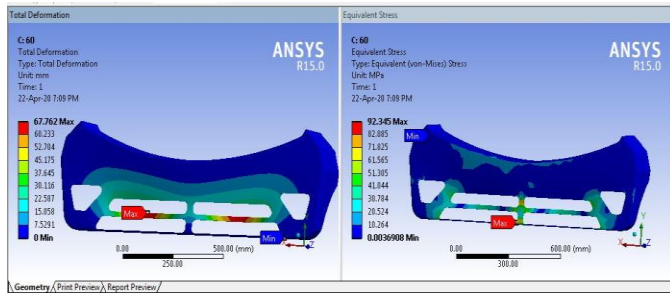 Total Deformation
C: 60
Total Deformation
Type: Total Deformation
Unit: mm
Time: 1
22-Apr-20 7:09 PM
67.762 Max
60.233
52.704
45.175
37.645
30.116
22.587
15.058
7.5291
0 Min
ANSYS
R15.0
Max
Min
X
Z
0.00
500.00 (mm)
250.00
Equivalent Stress
C: 60
Equivalent Stress
Type: Equivalent (von-Mises) Stress
Unit: MPa
Time: 1
22-Apr-20 7:09 PM
92.345 Max
82.085
71.825
61.565
51.305
41.044
30.784
20.524
10.264
0.0036908 Min
ANSYS
R15.0
Min
Max
Y
X
Z
0.00
600.00 (mm)
300.00
Geometry / Print Preview / Report Preview /